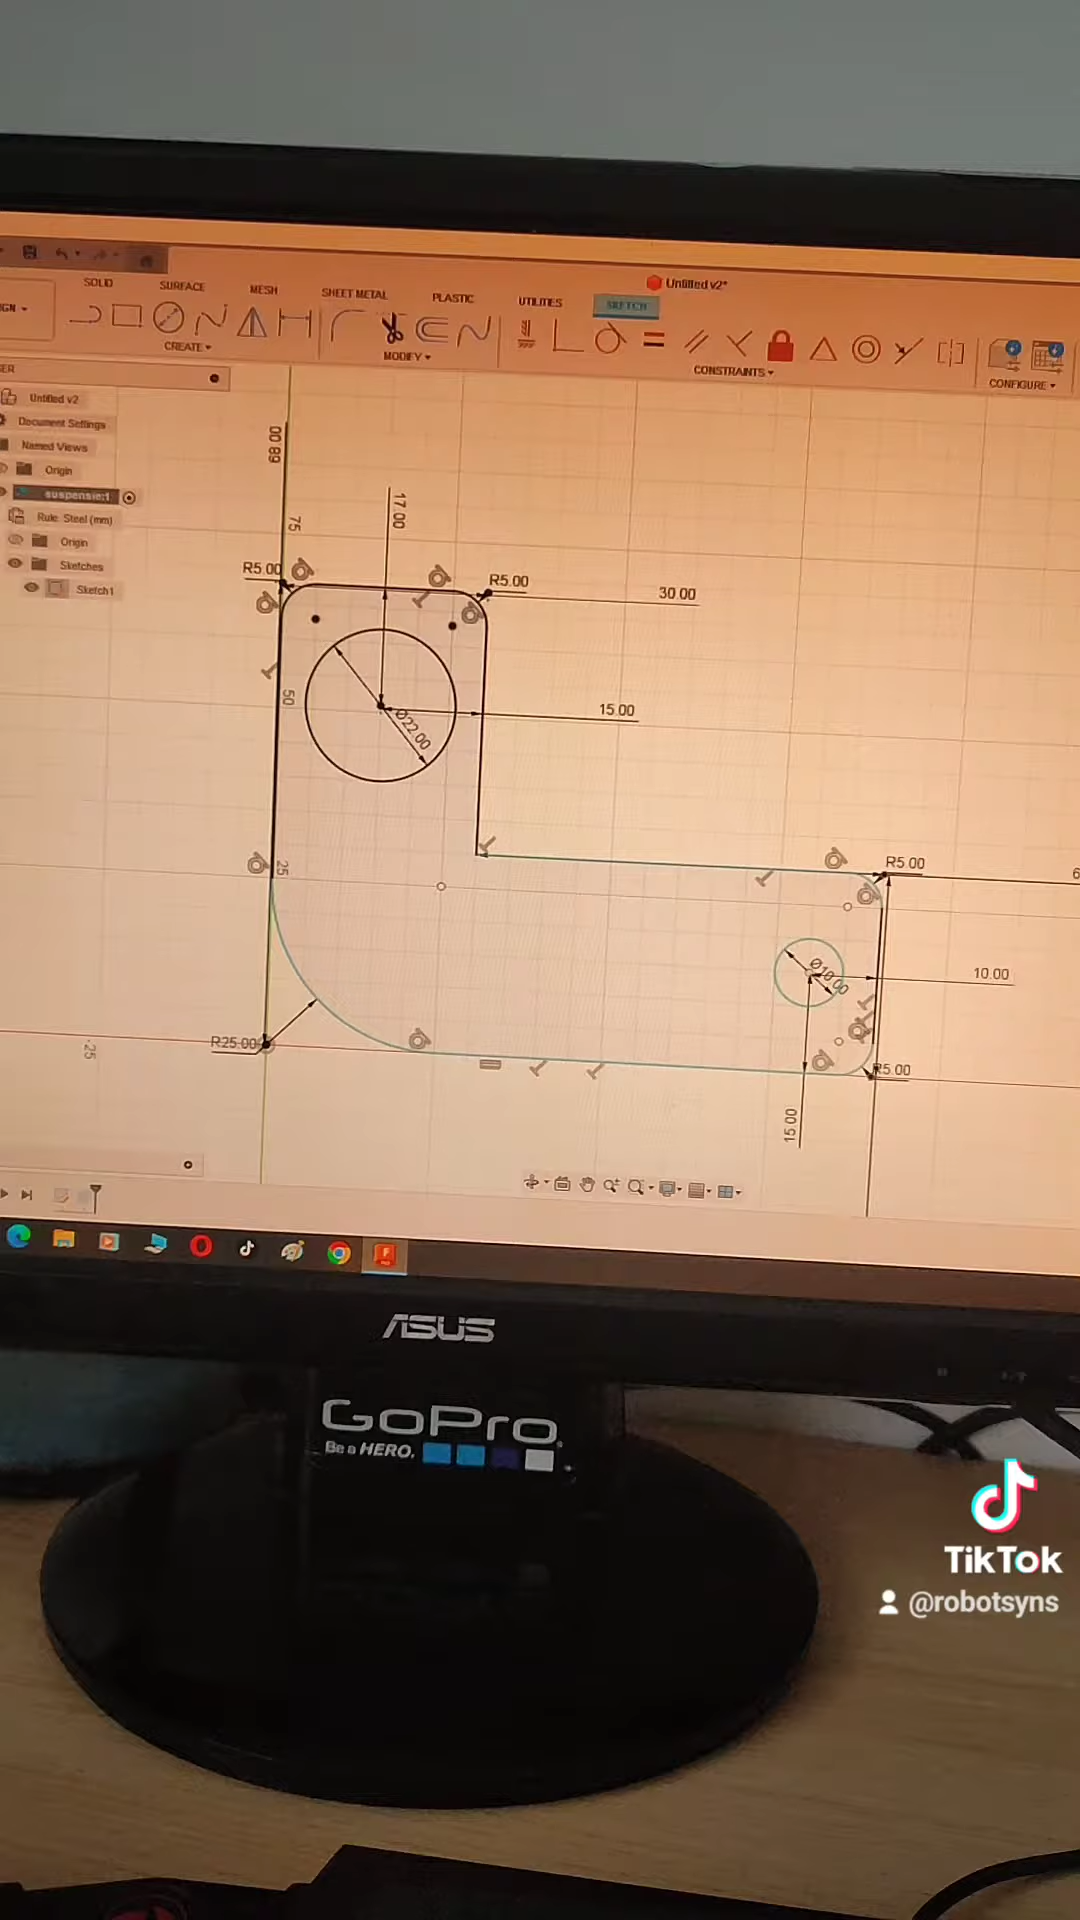 Untitled v2*
SOLID SURFACE MESH SHEET METAL PLASTIC UTILITIES SKETCH
CREATE ▾ MODIFY ▾ CONSTRAINTS ▾ CONFIGURE ▾
Untitled v2
Document Settings
Named Views
Origin
suspensie:1
Rule: Steel (mm)
Origin
Sketches
Sketch1
68.00
75
17.00
R5.00
R5.00
30.00
50
Ø22.00
15.00
25
R5.00
Ø10.00
10.00
R25.00
-25
R5.00
15.00
ASUS
GoPro
Be a HERO.
TikTok
@robotsyns